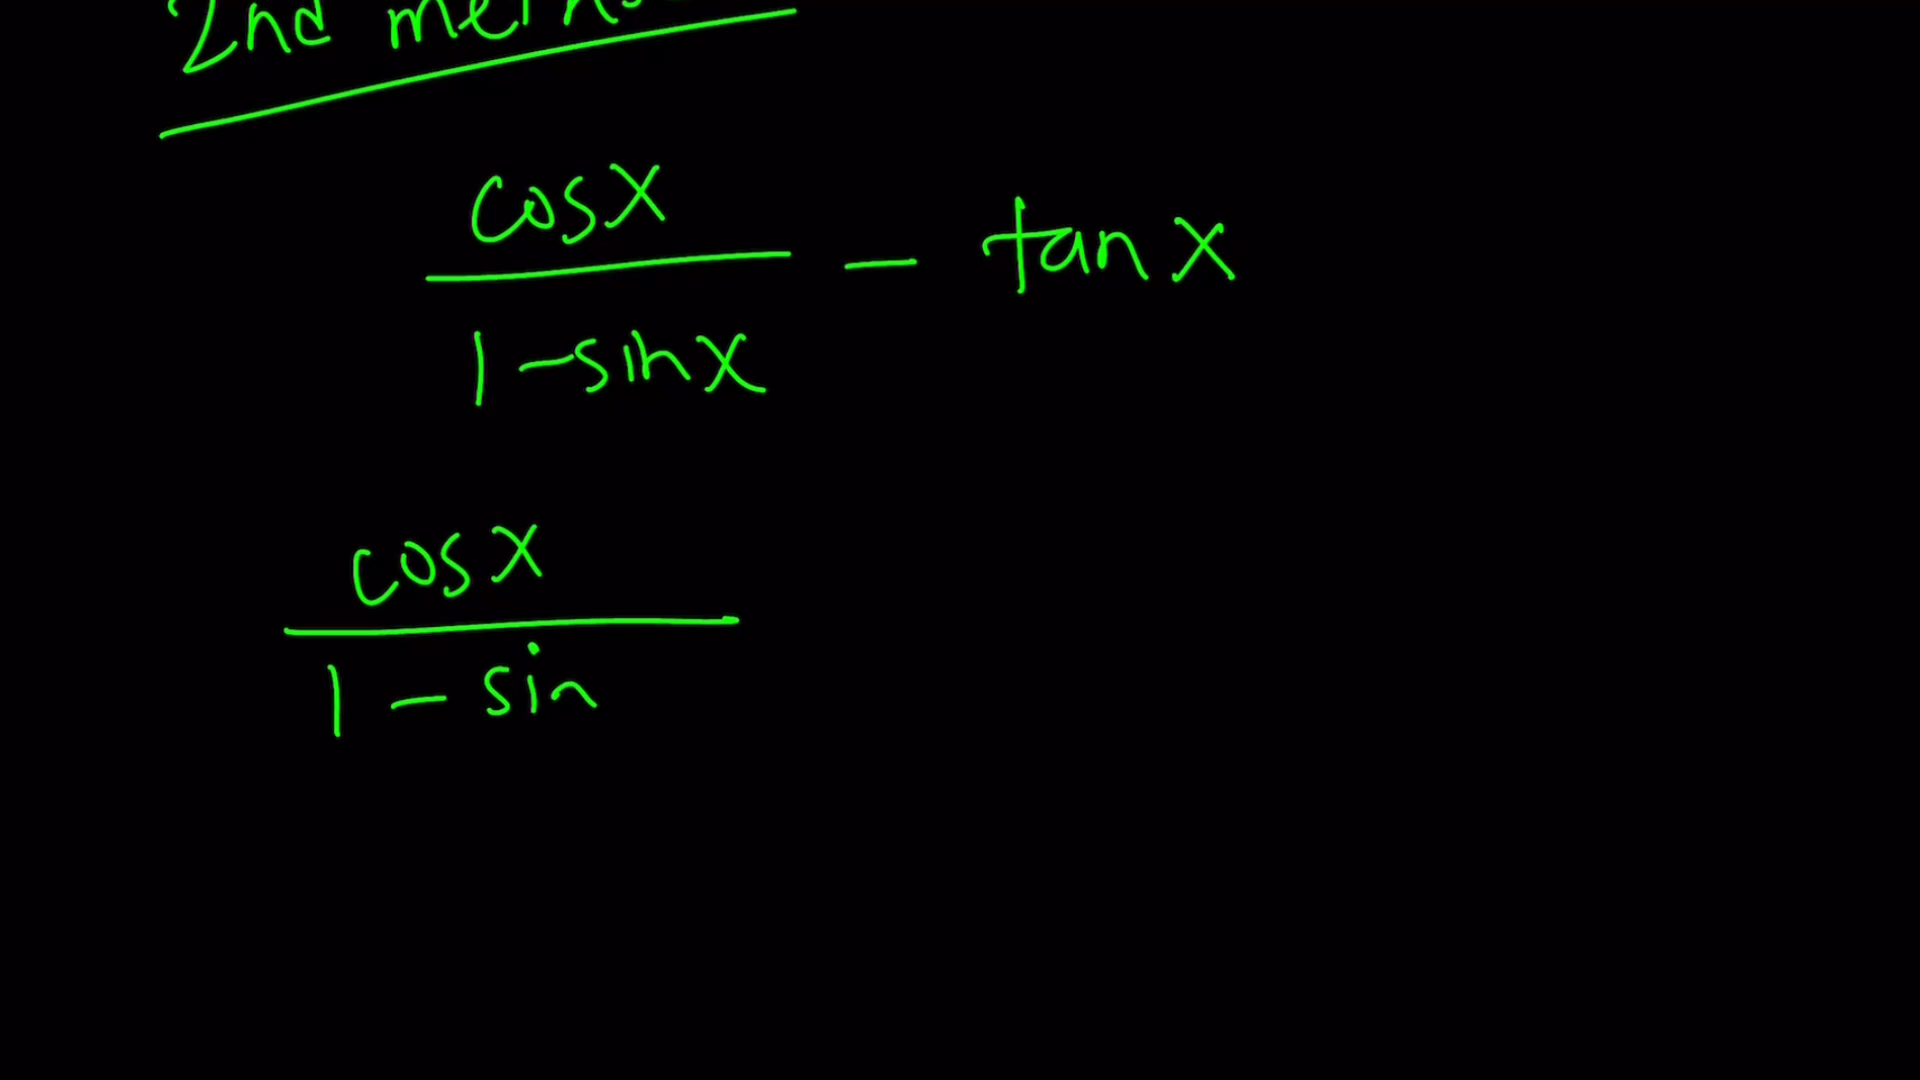 2nd
cos x
— - tan x
1 - sin x
cos x
—
1 - sin